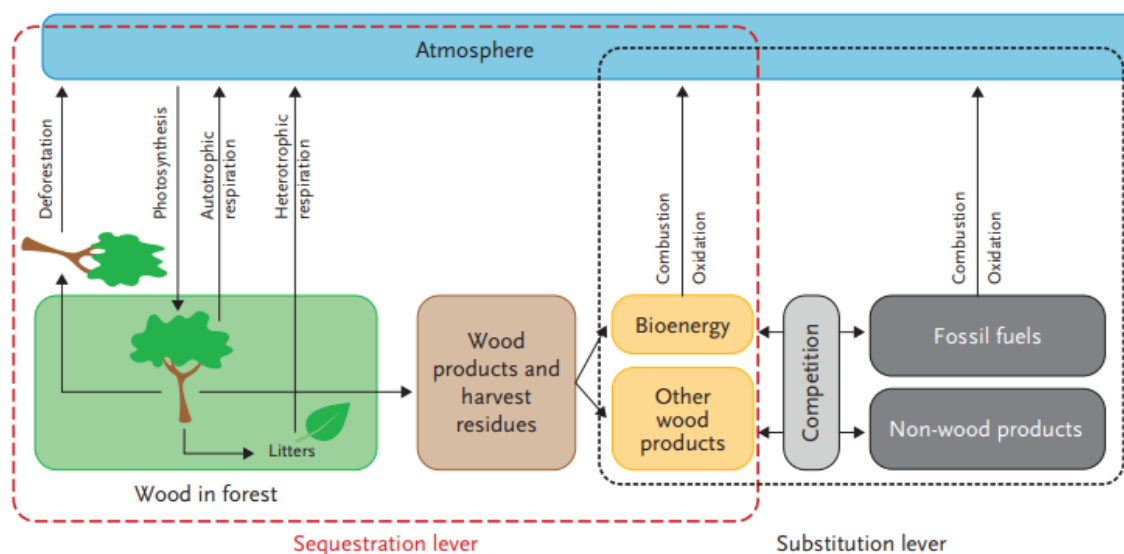 Atmosphere
Deforestation
Photosynthesis
Autotrophic
respiration
Heterotrophic
respiration
Combustion
Oxidation
Combustion
Oxidation
Wood
products and
harvest
residues
Bioenergy
Other
wood
products
Competition
Fossil fuels
Non-wood products
Litters
Wood in forest
Sequestration lever
Substitution lever